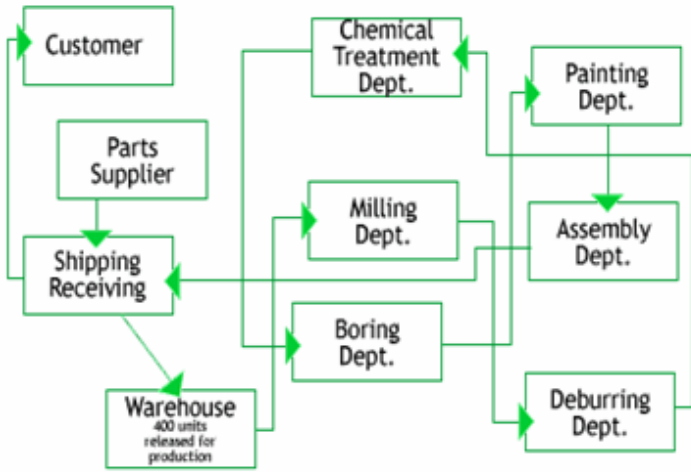 Customer
Chemical
Treatment
Dept.
Painting
Dept.
Parts
Supplier
Milling
Dept.
Assembly
Dept.
Shipping
Receiving
Boring
Dept.
Warehouse
400 units
released for
production
Deburring
Dept.